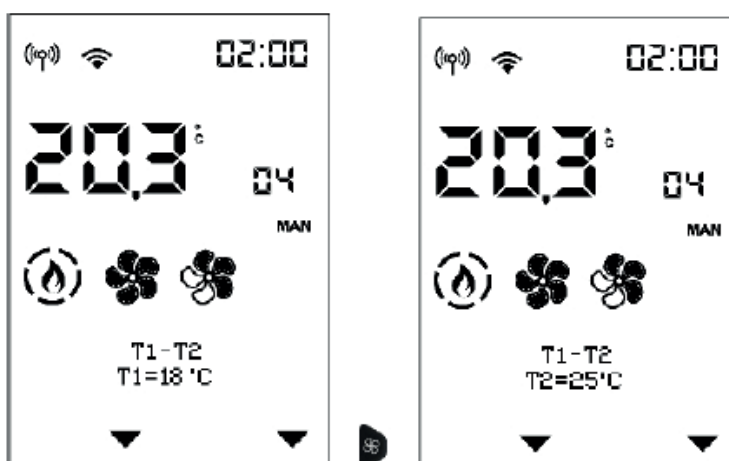 02:00
20.3 °C
04
MAN
T1-T2
T1=18 °C
02:00
20.3 °C
04
MAN
T1-T2
T2=25°C